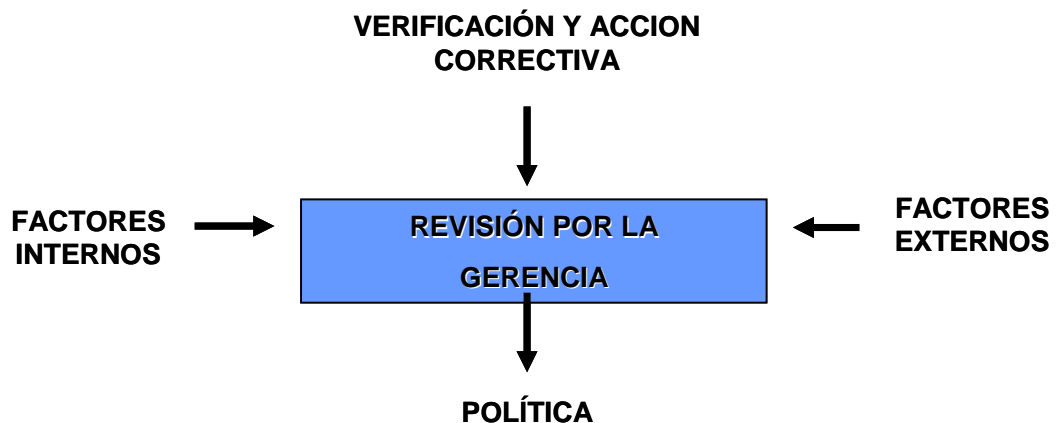 VERIFICACIÓN Y ACCION
CORRECTIVA
FACTORES
INTERNOS
REVISIÓN POR LA
GERENCIA
FACTORES
EXTERNOS
POLÍTICA